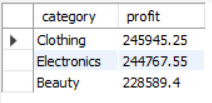 category profit
Clothing 245945.25
Electronics 244767.55
Beauty 228589.4